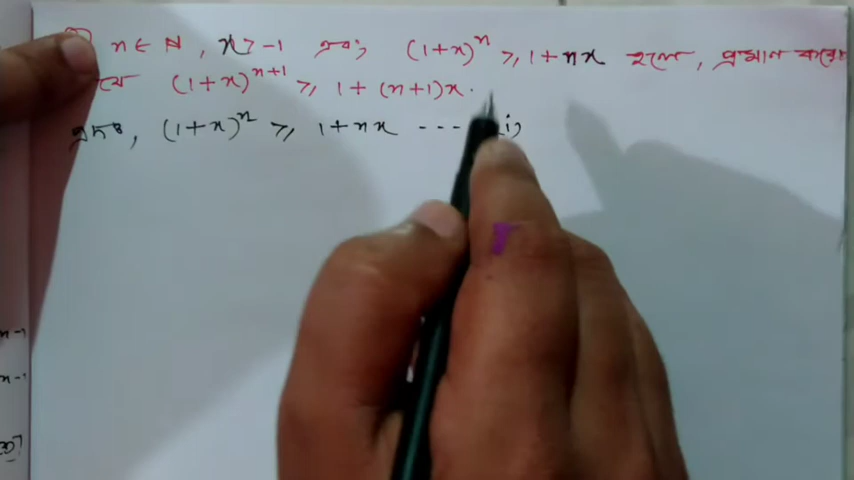 n ∈ ℕ, x > -1 এবং (1+x)ⁿ ≥ 1 + nx হলে, প্রমাণ করো
যে (1+x)ⁿ⁺¹ ≥ 1 + (n+1)x.
প্রদত্ত, (1+x)ⁿ ≥ 1 + nx --- (i)